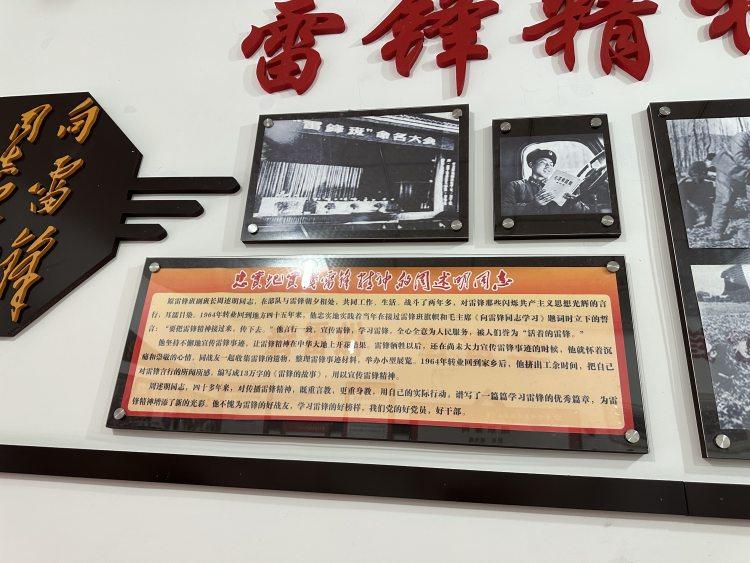 雷锋精
向雷锋
同志
"雷鋒班"命名大会
忠实地实践雷锋精神的周述明同志
原雷锋班副班长周述明同志，在部队与雷锋朝夕相处，共同工作、生活、战斗了两年多，对雷锋那些闪烁共产主义思想光辉的言
行，耳濡目染。1964年转业回到地方四十五年来，他忠实地实践着当年在接过雷锋班旗帜和毛主席《向雷锋同志学习》题词时立下的誓
言："要把雷锋精神接过来，传下去。"他言行一致，宣传雷锋，学习雷锋，全心全意为人民服务，被人们誉为"活着的雷锋。"
他坚持不懈地宣传雷锋事迹，让雷锋精神在中华大地上开花结果。雷锋牺牲以后，还在尚未大力宣传雷锋事迹的时候，他就怀着沉
痛和崇敬的心情，同战友一起收集雷锋的遗物，整理雷锋事迹材料，举办小型展览。1964年转业回到家乡后，他挤出工余时间，把自己
对雷锋言行的所闻所感，编写成13万字的《雷锋的故事》，用以宣传雷锋精神。
周述明同志，四十多年来，对传播雷锋精神，既重言教，更重身教，用自己的实际行动，谱写了一篇篇学习雷锋的优秀篇章，为雷
锋精神增添了新的光彩。他不愧为雷锋的好战友，学习雷锋的好榜样，我们党的好党员，好干部。